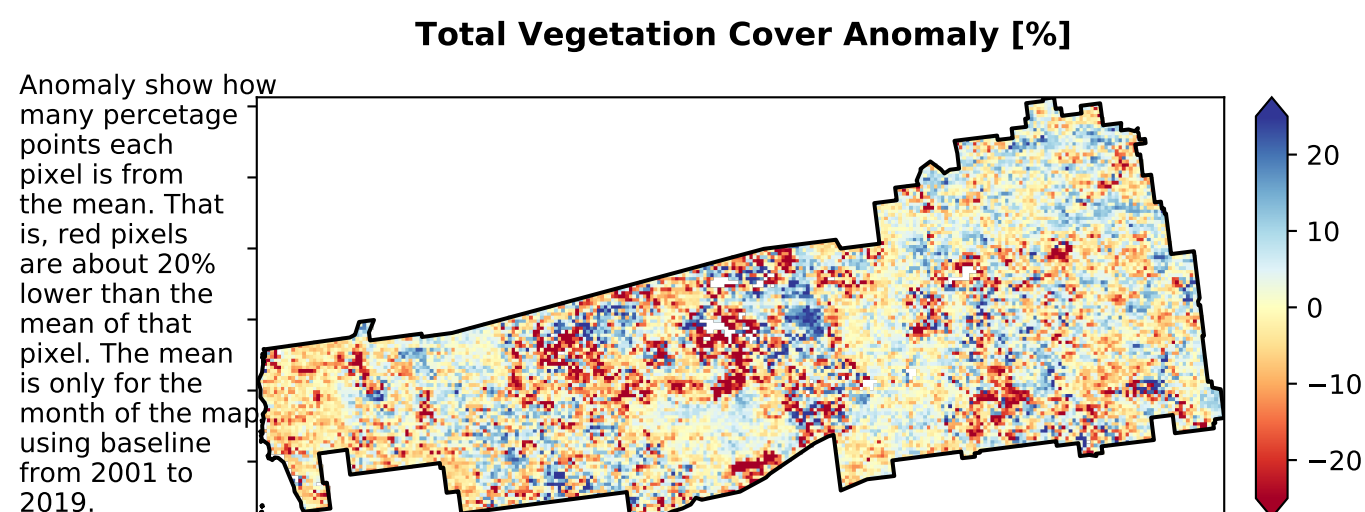 Total Vegetation Cover Anomaly [%]
Anomaly show how
many percetage
points each
pixel is from
the mean. That
is, red pixels
are about 20%
lower than the
mean of that
pixel. The mean
is only for the
month of the map
using baseline
from 2001 to
2019.
20
10
0
−10
−20